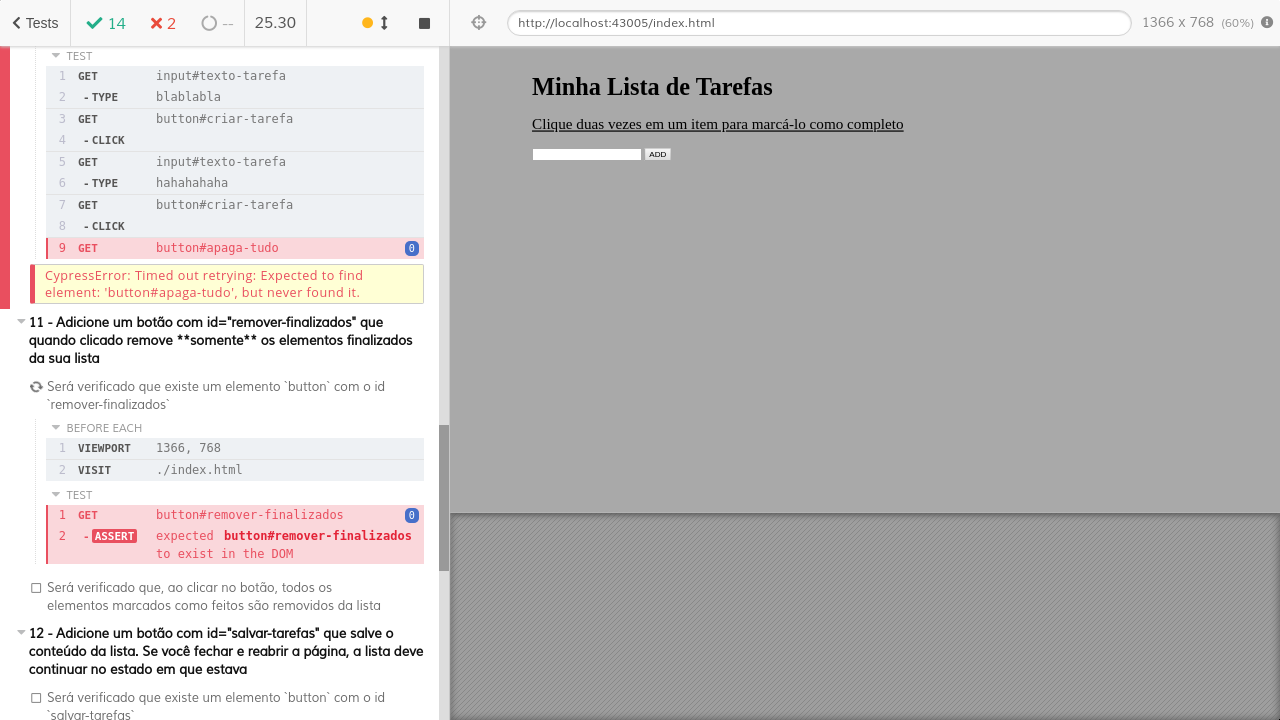 Tests 14 2 -- 25.30 http://localhost:43005/index.html 1366 x 768 (60%)
TEST
1 GET input#texto-tarefa
2 - TYPE blablabla
3 GET button#criar-tarefa
4 - CLICK
5 GET input#texto-tarefa
6 - TYPE hahahahaha
7 GET button#criar-tarefa
8 - CLICK
9 GET button#apaga-tudo 0
CypressError: Timed out retrying: Expected to find
element: 'button#apaga-tudo', but never found it.
11 - Adicione um botão com id="remover-finalizados" que
quando clicado remove **somente** os elementos finalizados
da sua lista
Será verificado que existe um elemento `button` com o id
`remover-finalizados`
BEFORE EACH
1 VIEWPORT 1366, 768
2 VISIT ./index.html
TEST
1 GET button#remover-finalizados 0
2 - ASSERT expected button#remover-finalizados
to exist in the DOM
Será verificado que, ao clicar no botão, todos os
elementos marcados como feitos são removidos da lista
12 - Adicione um botão com id="salvar-tarefas" que salve o
conteúdo da lista. Se você fechar e reabrir a página, a lista deve
continuar no estado em que estava
Será verificado que existe um elemento `button` com o id
`salvar-tarefas`
Minha Lista de Tarefas
Clique duas vezes em um item para marcá-lo como completo
ADD